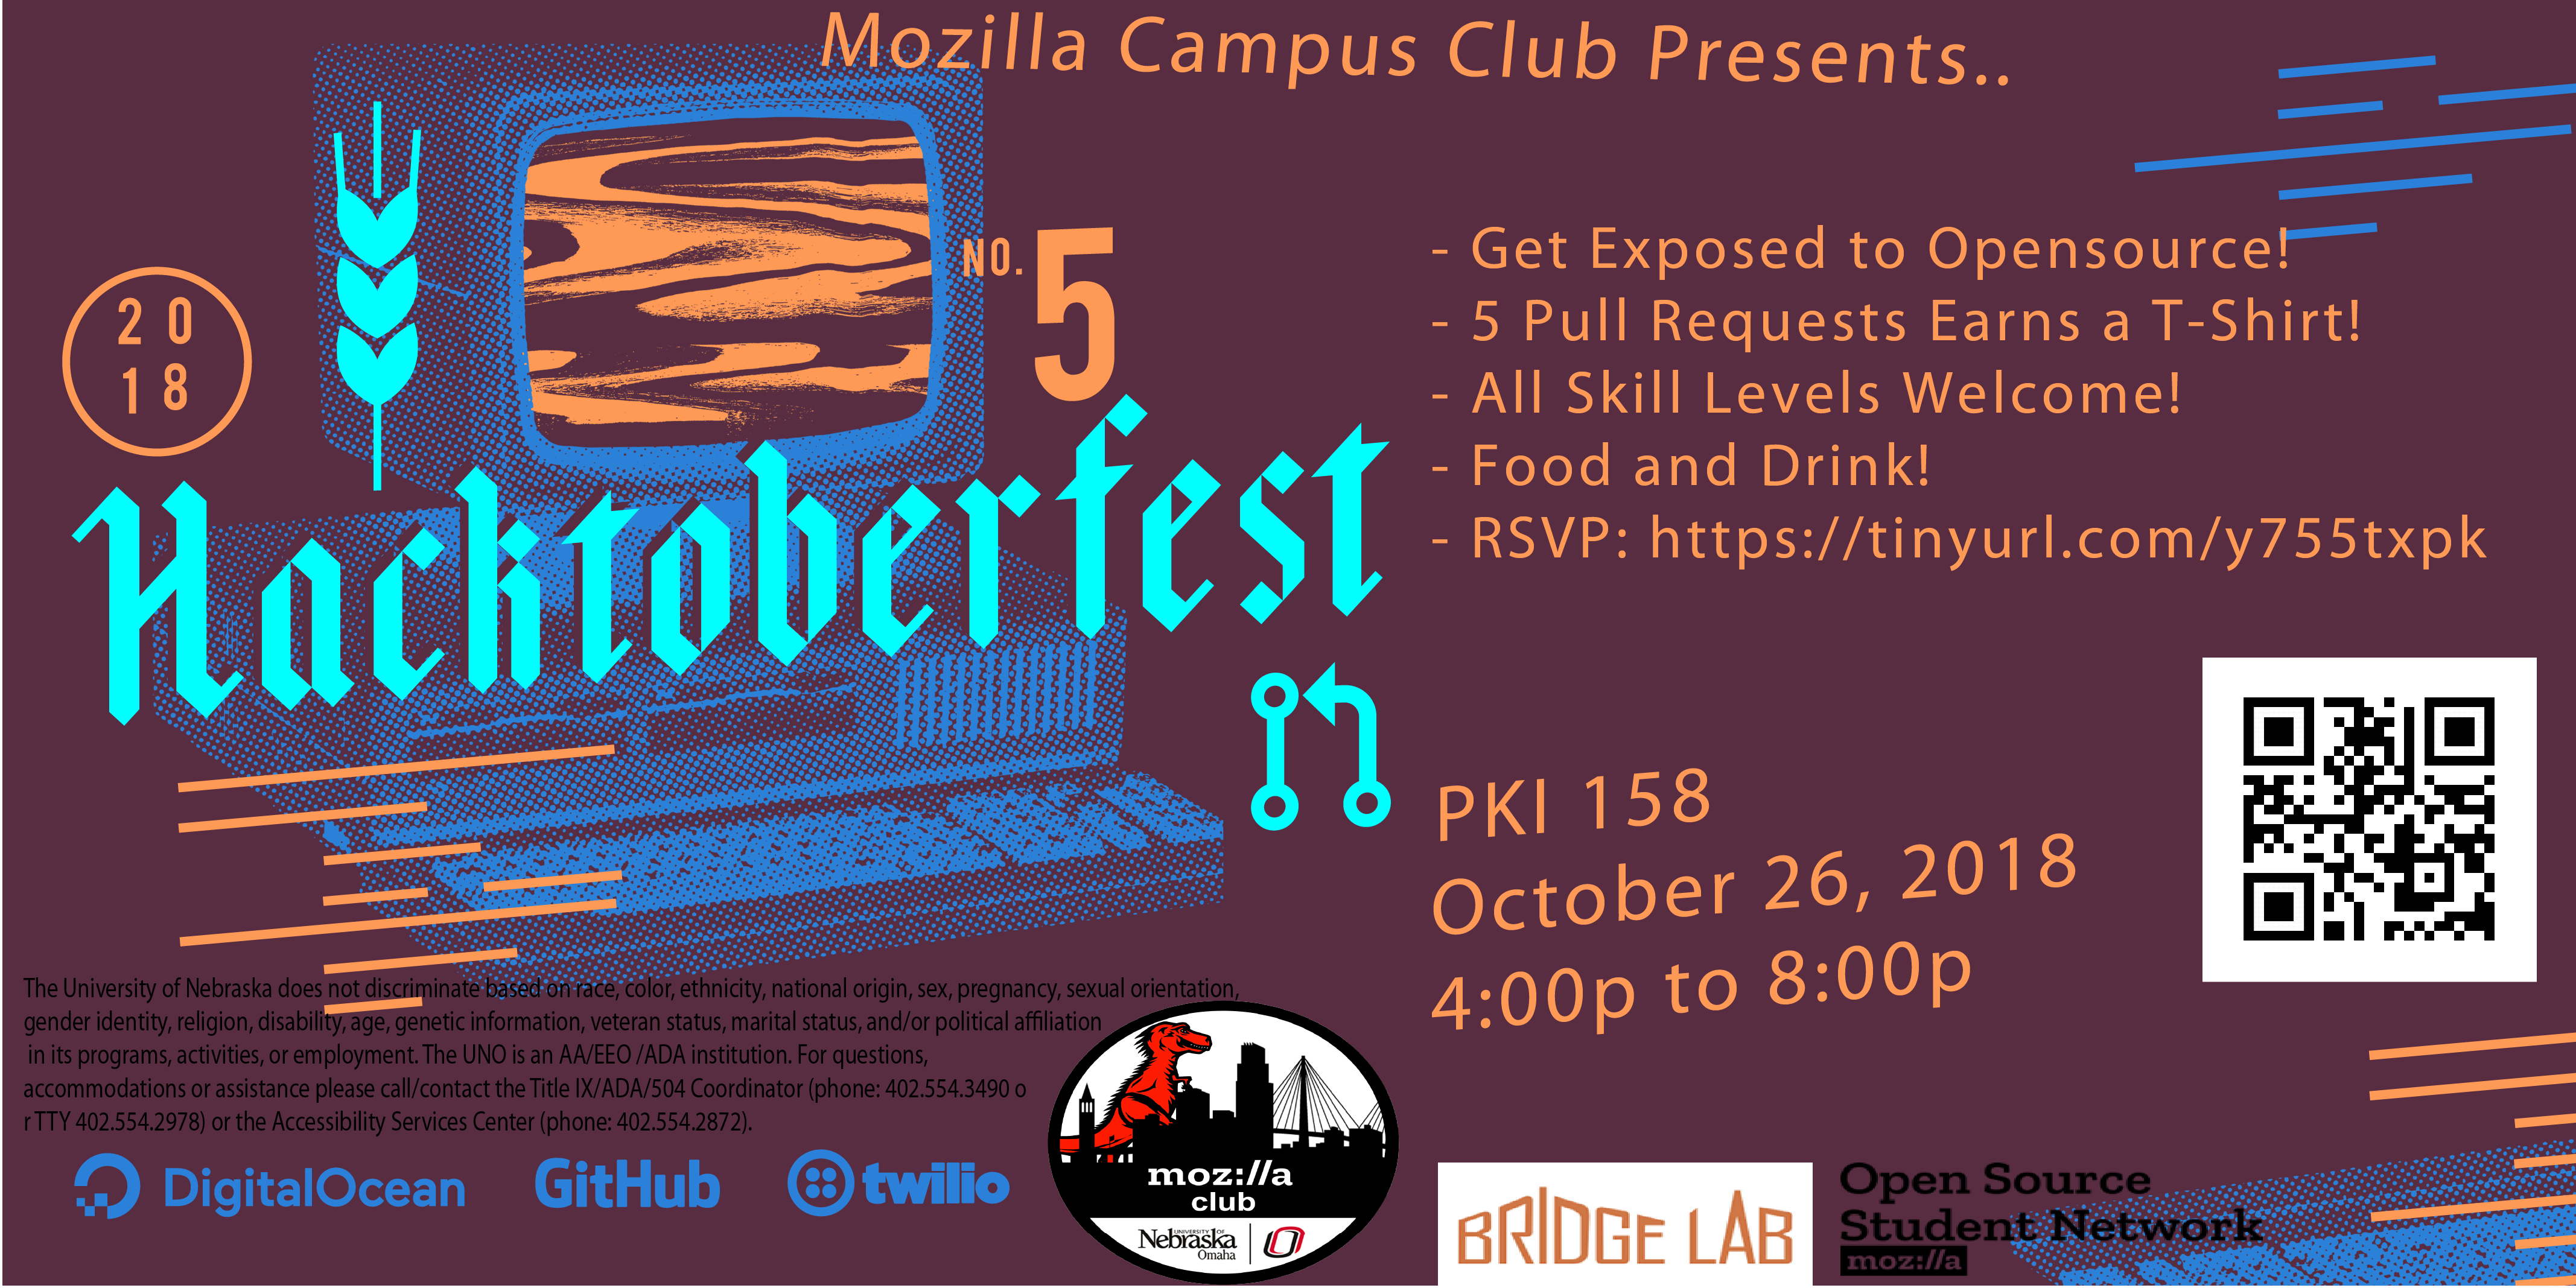 Mozilla Campus Club Presents..
20
18
NO. 5
Hacktoberfest
- Get Exposed to Opensource!
- 5 Pull Requests Earns a T-Shirt!
- All Skill Levels Welcome!
- Food and Drink!
- RSVP: https://tinyurl.com/y755txpk
PKI 158
October 26, 2018
4:00p to 8:00p
The University of Nebraska does not discriminate based on race, color, ethnicity, national origin, sex, pregnancy, sexual orientation,
gender identity, religion, disability, age, genetic information, veteran status, marital status, and/or political affiliation
in its programs, activities, or employment. The UNO is an AA/EEO /ADA institution. For questions,
accommodations or assistance please call/contact the Title IX/ADA/504 Coordinator (phone: 402.554.3490 o
r TTY 402.554.2978) or the Accessibility Services Center (phone: 402.554.2872).
DigitalOcean
GitHub
twilio
moz://a
club
UNIVERSITY OF
Nebraska
Omaha
O
BRIDGE LAB
Open Source
Student Network
moz://a